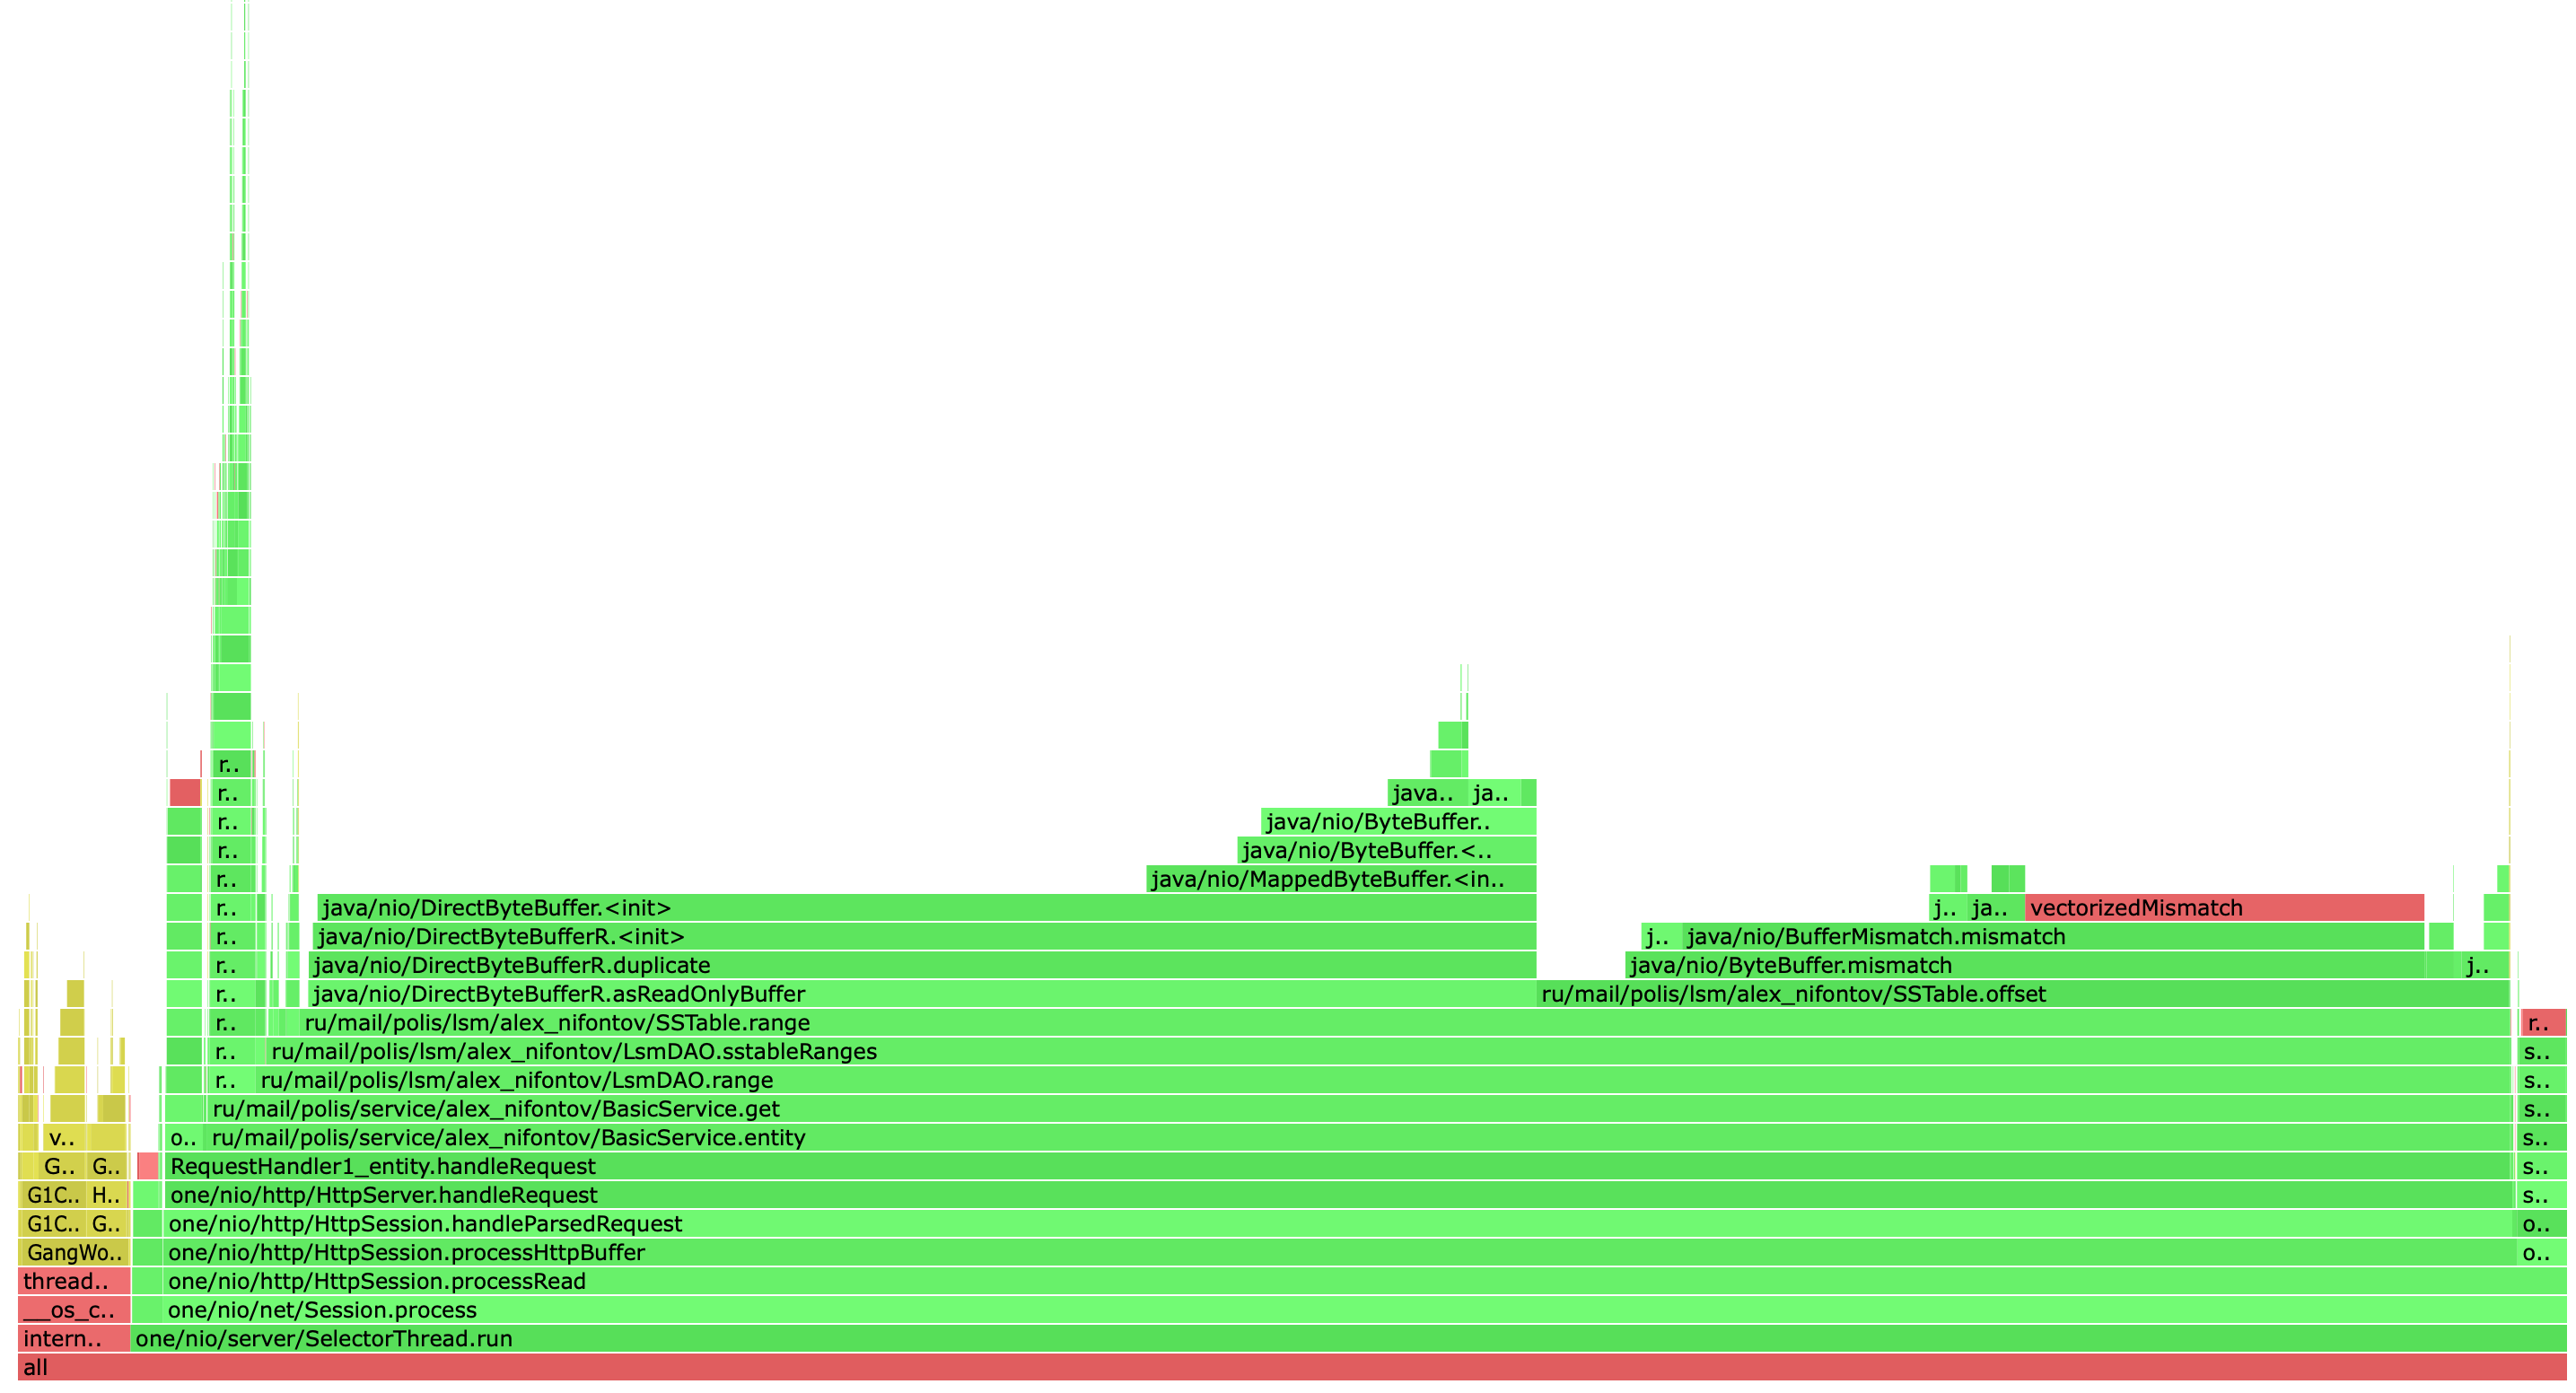 r..
r.. java.. ja..
r.. java/nio/ByteBuffer..
r.. java/nio/ByteBuffer.<..
r.. java/nio/MappedByteBuffer.<in..
r.. java/nio/DirectByteBuffer.<init> j.. ja.. vectorizedMismatch
r.. java/nio/DirectByteBufferR.<init> j.. java/nio/BufferMismatch.mismatch
r.. java/nio/DirectByteBufferR.duplicate java/nio/ByteBuffer.mismatch j..
r.. java/nio/DirectByteBufferR.asReadOnlyBuffer ru/mail/polis/lsm/alex_nifontov/SSTable.offset
r.. ru/mail/polis/lsm/alex_nifontov/SSTable.range r..
r.. ru/mail/polis/lsm/alex_nifontov/LsmDAO.sstableRanges s..
r.. ru/mail/polis/lsm/alex_nifontov/LsmDAO.range s..
ru/mail/polis/service/alex_nifontov/BasicService.get s..
v.. o.. ru/mail/polis/service/alex_nifontov/BasicService.entity s..
G.. G.. RequestHandler1_entity.handleRequest s..
G1C.. H.. one/nio/http/HttpServer.handleRequest s..
G1C.. G.. one/nio/http/HttpSession.handleParsedRequest o..
GangWo.. one/nio/http/HttpSession.processHttpBuffer o..
thread.. one/nio/http/HttpSession.processRead
__os_c.. one/nio/net/Session.process
intern.. one/nio/server/SelectorThread.run
all